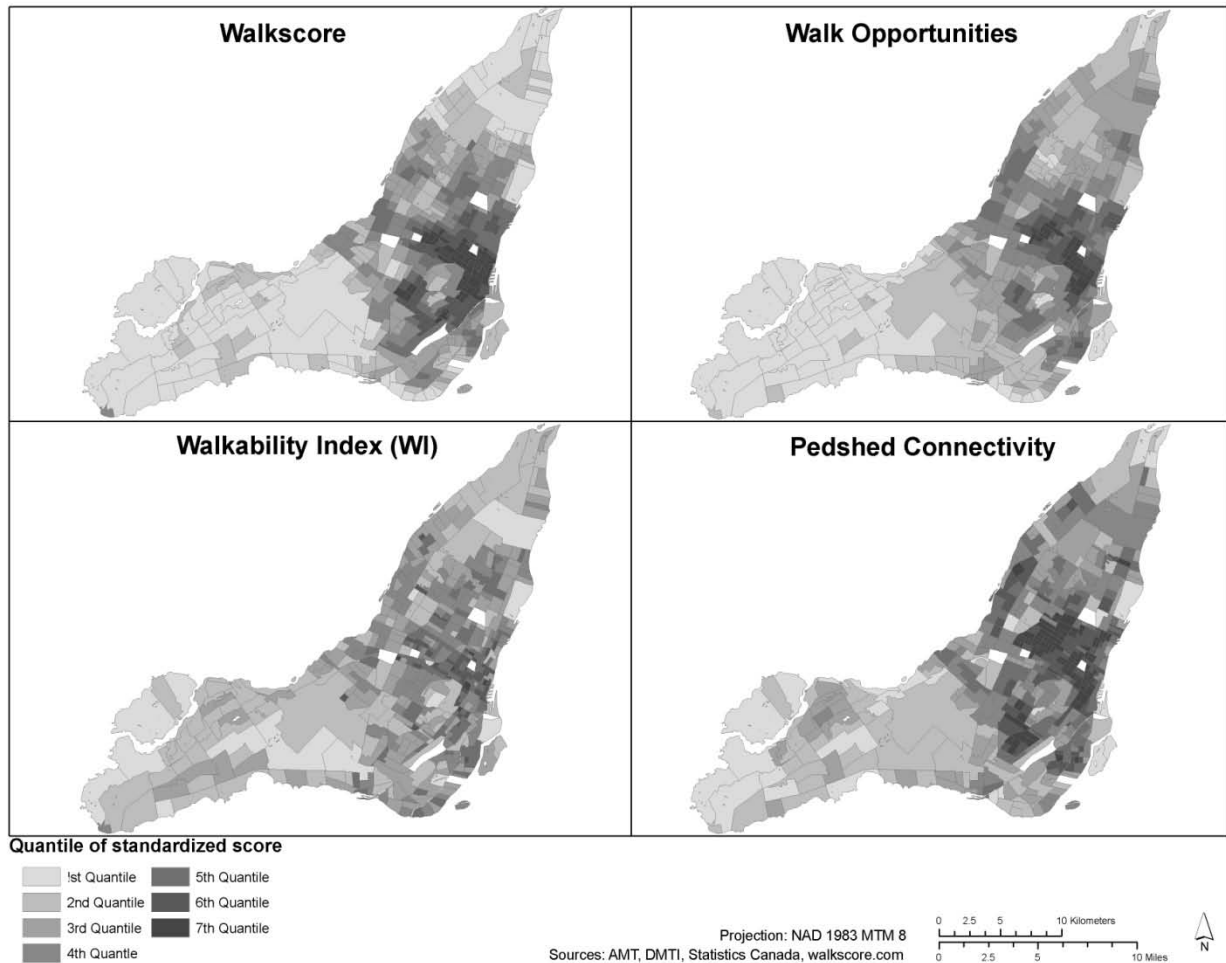 Walkscore
Walk Opportunities
Walkability Index (WI)
Pedshed Connectivity
Quantile of standardized score
!st Quantile
2nd Quantile
3rd Quantile
4th Quantle
5th Quantile
6th Quantile
7th Quantile
Projection: NAD 1983 MTM 8
Sources: AMT, DMTI, Statistics Canada, walkscore.com
0 2.5 5 10 Kilometers
0 2.5 5 10 Miles
N